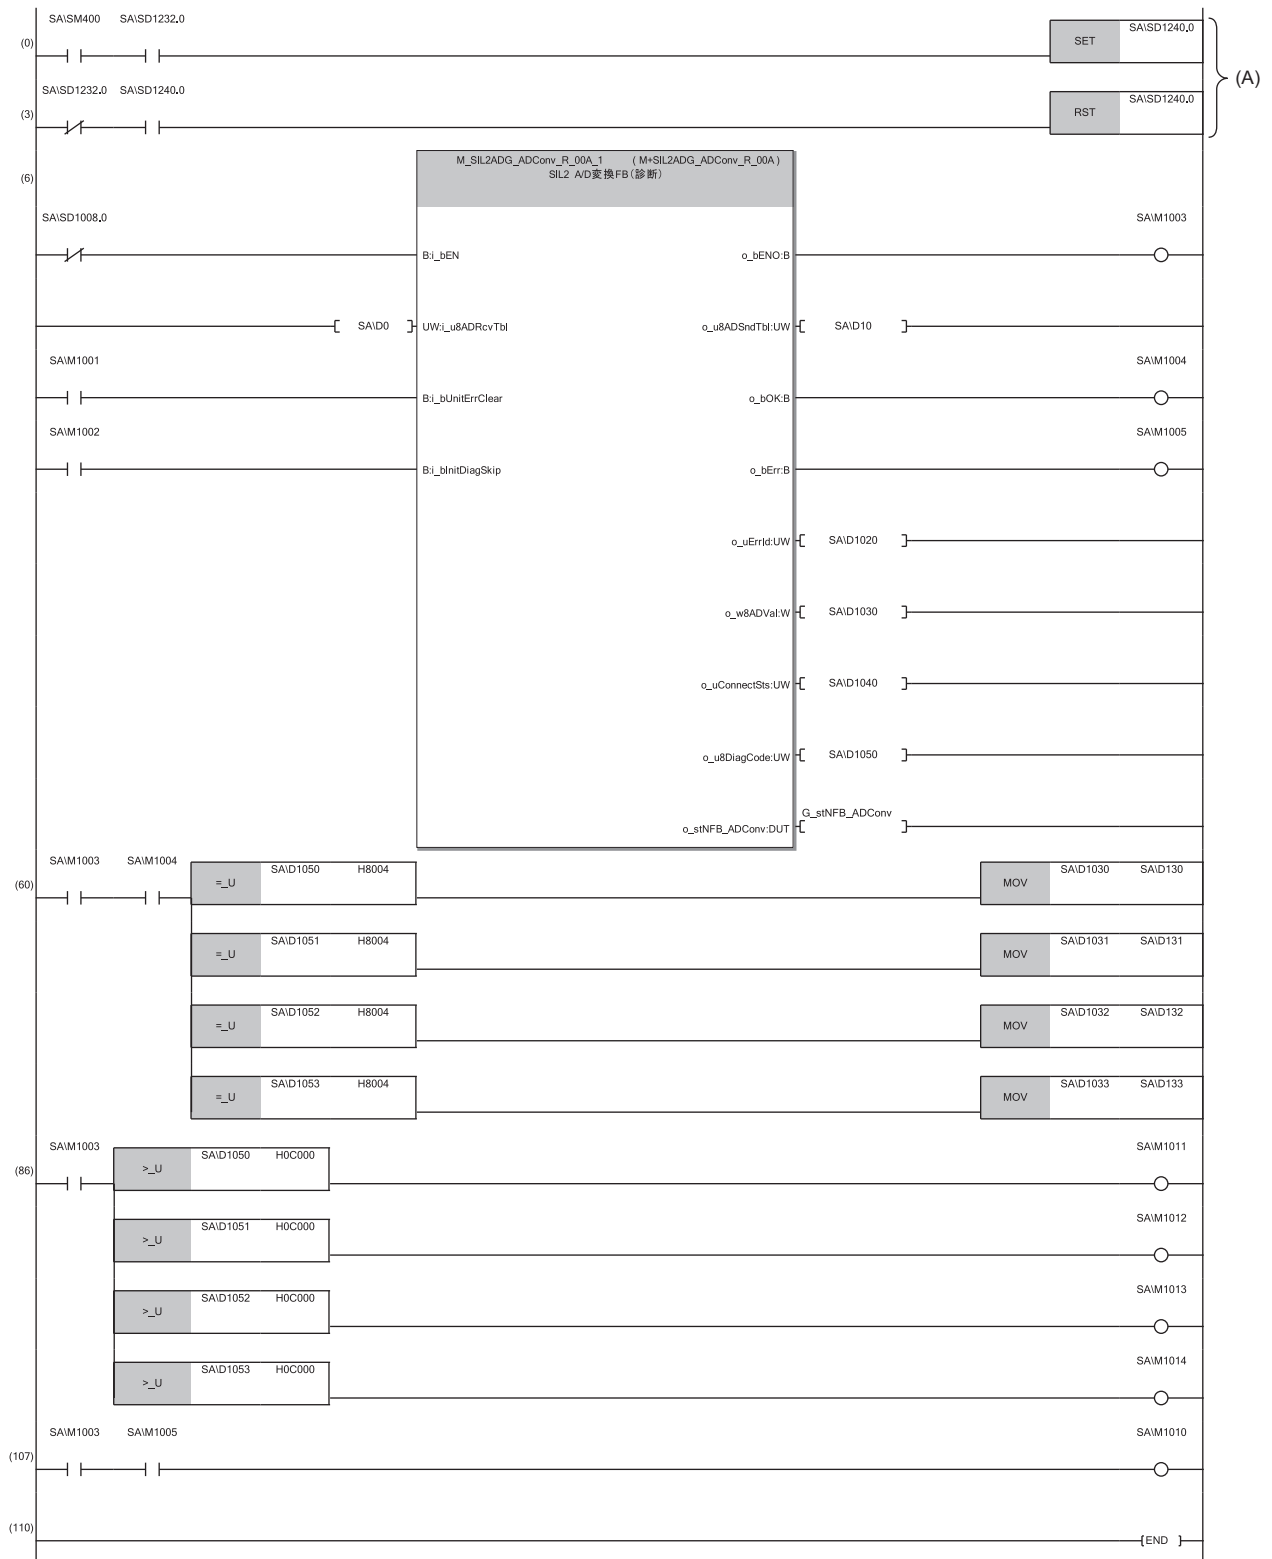 SA\SM400 SA\SD1232.0
(0) SET SA\SD1240.0
(A)
SA\SD1232.0 SA\SD1240.0
(3) RST SA\SD1240.0
M_SIL2ADG_ADConv_R_00A_1 (M+SIL2ADG_ADConv_R_00A)
(6) SIL2 A/D変換FB(診断)
SA\SD1008.0 SA\M1003
B:i_bEN o_bENO:B
SA\D0 UW:i_u8ADRcvTbl o_u8ADSndTbl:UW SA\D10
SA\M1001 SA\M1004
B:i_bUnitErrClear o_bOK:B
SA\M1002 SA\M1005
B:i_bInitDiagSkip o_bErr:B
o_uErrId:UW SA\D1020
o_w8ADVal:W SA\D1030
o_uConnectSts:UW SA\D1040
o_u8DiagCode:UW SA\D1050
G_stNFB_ADConv
o_stNFB_ADConv:DUT
SA\M1003 SA\M1004
(60) =_U SA\D1050 H8004 MOV SA\D1030 SA\D130
=_U SA\D1051 H8004 MOV SA\D1031 SA\D131
=_U SA\D1052 H8004 MOV SA\D1032 SA\D132
=_U SA\D1053 H8004 MOV SA\D1033 SA\D133
SA\M1003 SA\M1011
(86) >_U SA\D1050 H0C000
SA\M1012
>_U SA\D1051 H0C000
SA\M1013
>_U SA\D1052 H0C000
SA\M1014
>_U SA\D1053 H0C000
SA\M1003 SA\M1005 SA\M1010
(107)
(110) END